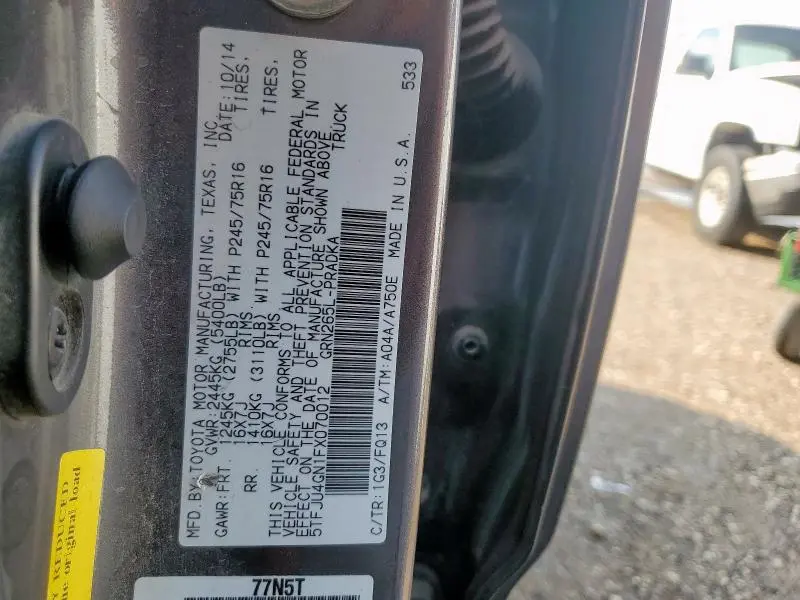 MFD.BY:TOYOTA MOTOR MANUFACTURING, TEXAS, INC.
GVWR:2445KG (5400LB) DATE:10/14
GAWR:FRT. 1245KG (2755LB) WITH P245/75R16 TIRES,
16X7J RIMS
RR. 1410KG (3110LB) WITH P245/75R16 TIRES,
16X7J RIMS
THIS VEHICLE CONFORMS TO ALL APPLICABLE FEDERAL MOTOR
VEHICLE SAFETY AND THEFT PREVENTION STANDARDS IN
EFFECT ON THE DATE OF MANUFACTURE SHOWN ABOVE.
5TFJU4GN1FX070012 GRN265L-PRADKA TRUCK
C/TR:1G3/FQ13 A/TM:A04A/A750E MADE IN U.S.A. 533
REDUCED
original load
77N5T